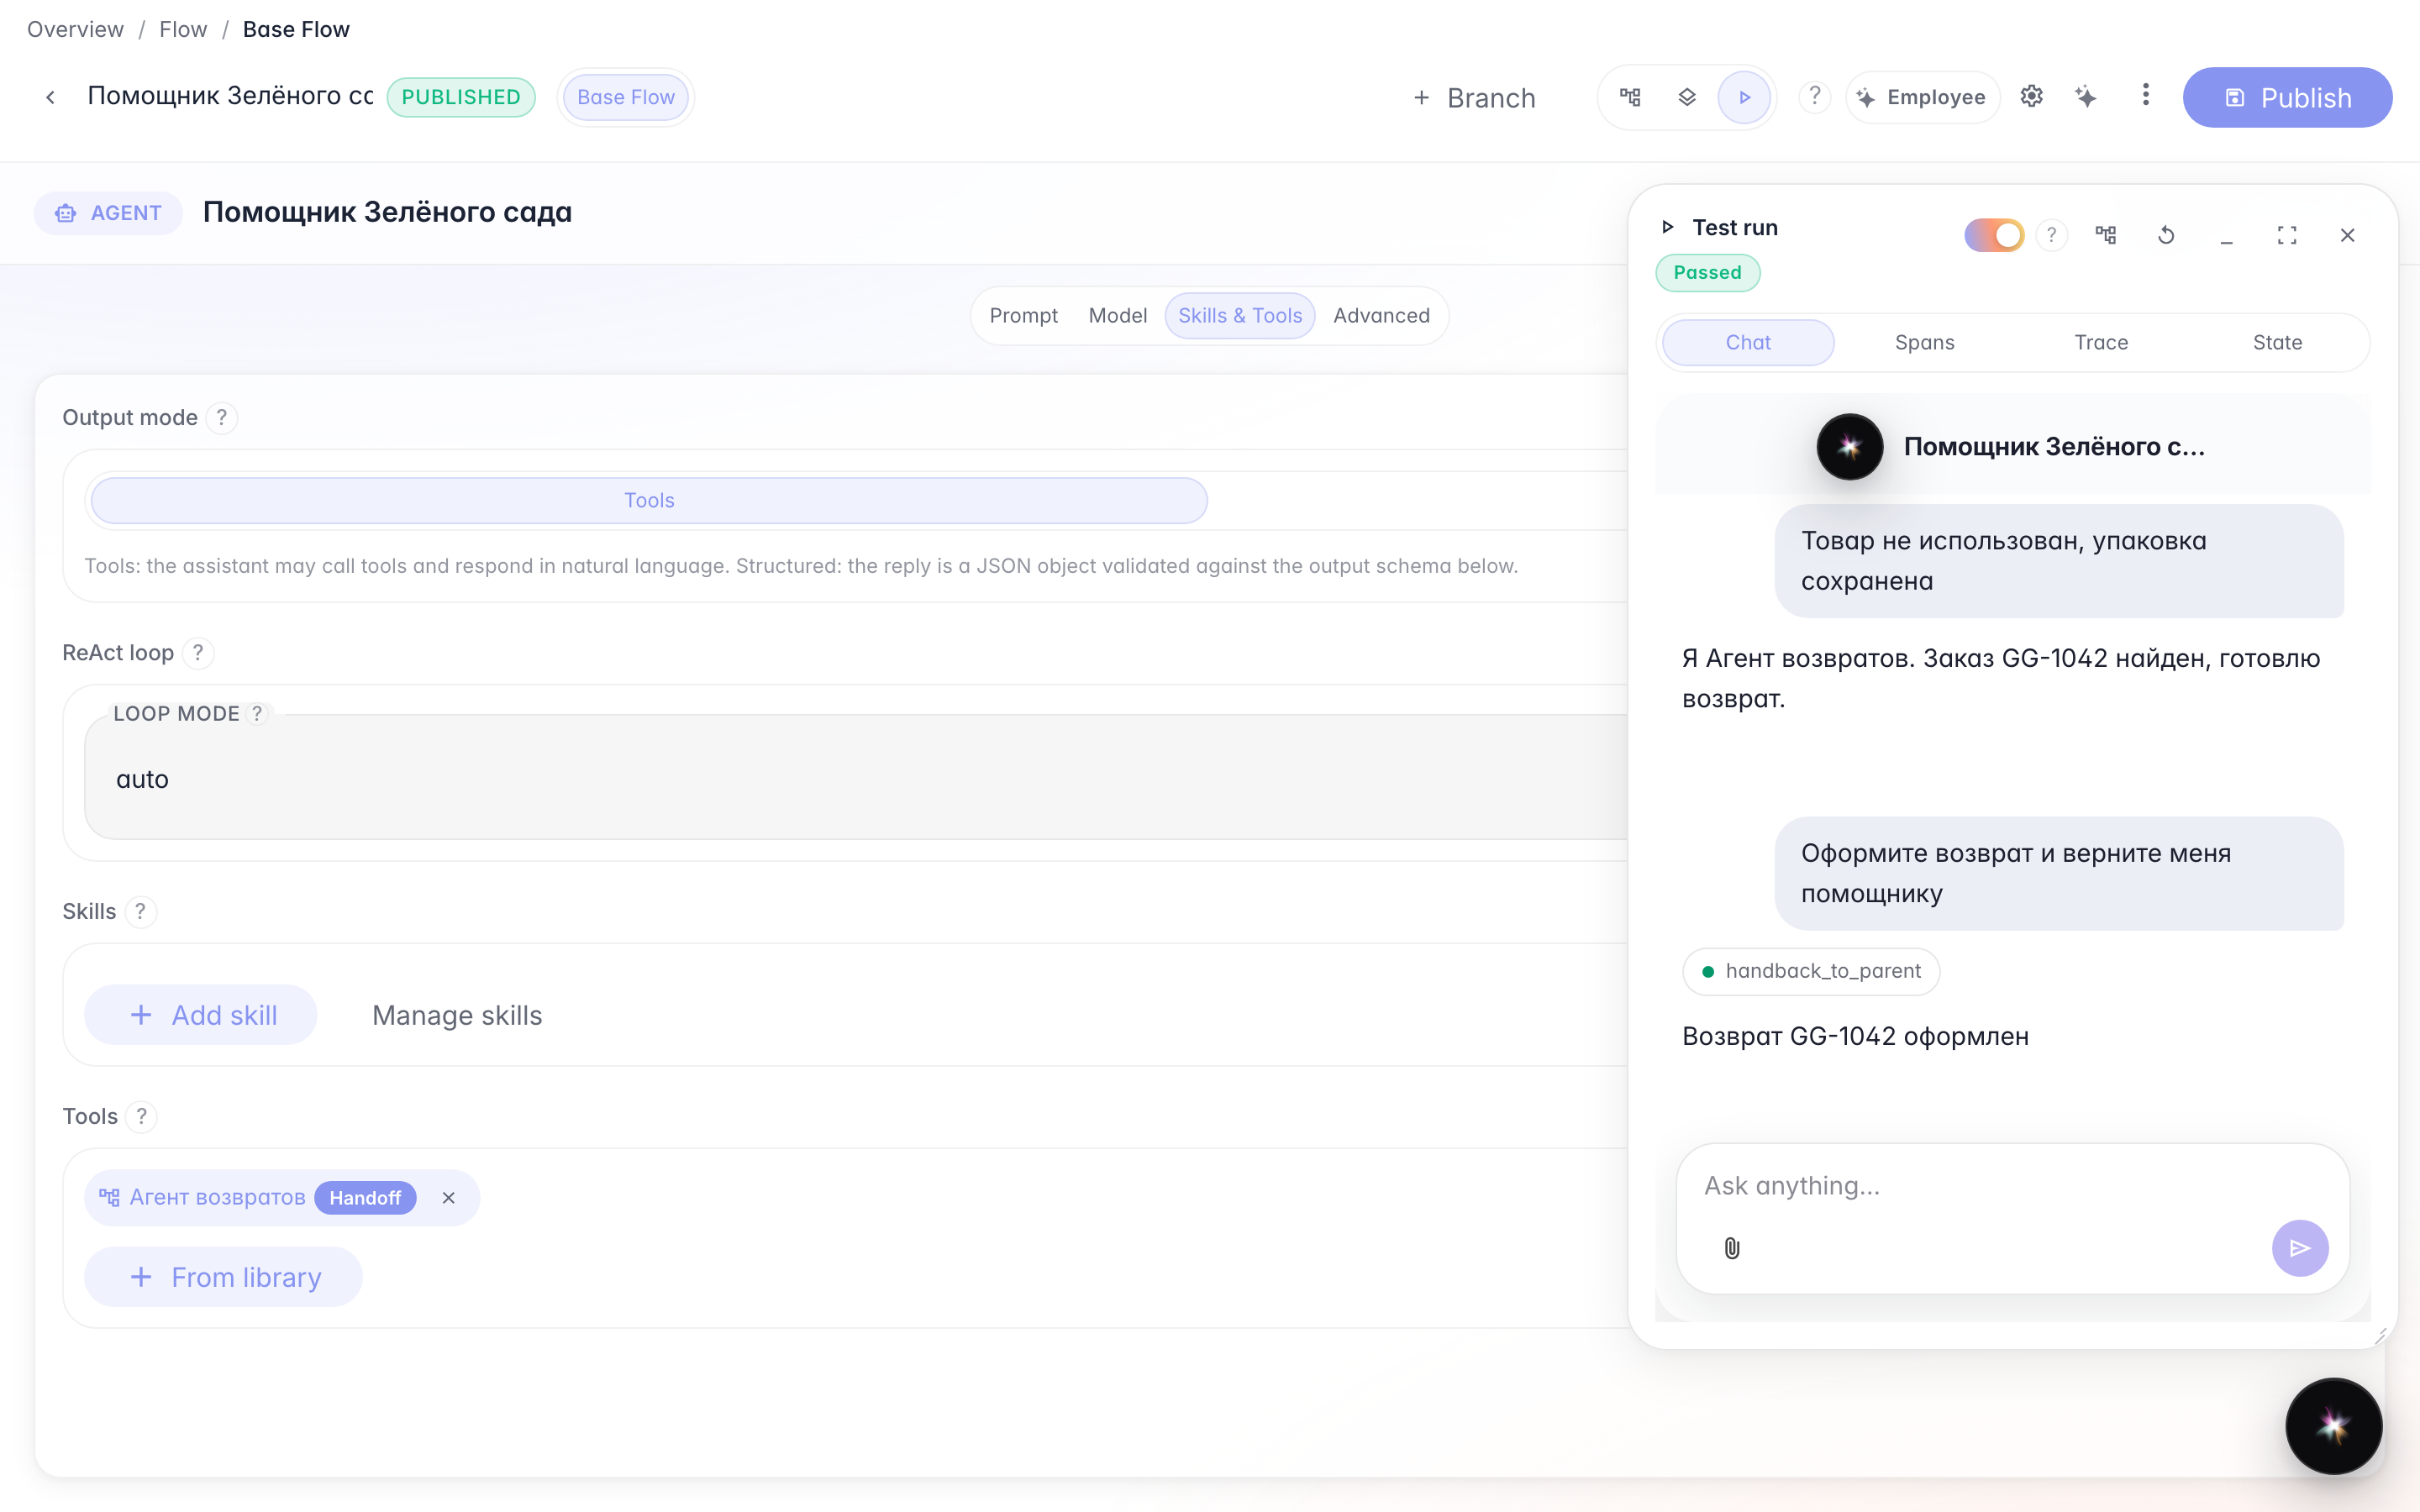 Overview / Flow / Base Flow
Помощник Зелёного сс PUBLISHED Base Flow + Branch ? Employee Publish
AGENT Помощник Зелёного сада
Prompt Model Skills & Tools Advanced
Output mode ?
Tools
Tools: the assistant may call tools and respond in natural language. Structured: the reply is a JSON object validated against the output schema below.
ReAct loop ?
LOOP MODE ?
auto
Skills ?
+ Add skill Manage skills
Tools ?
Агент возвратов Handoff
+ From library
Test run ?
Passed
Chat Spans Trace State
Помощник Зелёного с...
Товар не использован, упаковка
сохранена
Я Агент возвратов. Заказ GG-1042 найден, готовлю
возврат.
Оформите возврат и верните меня
помощнику
handback_to_parent
Возврат GG-1042 оформлен
Ask anything...